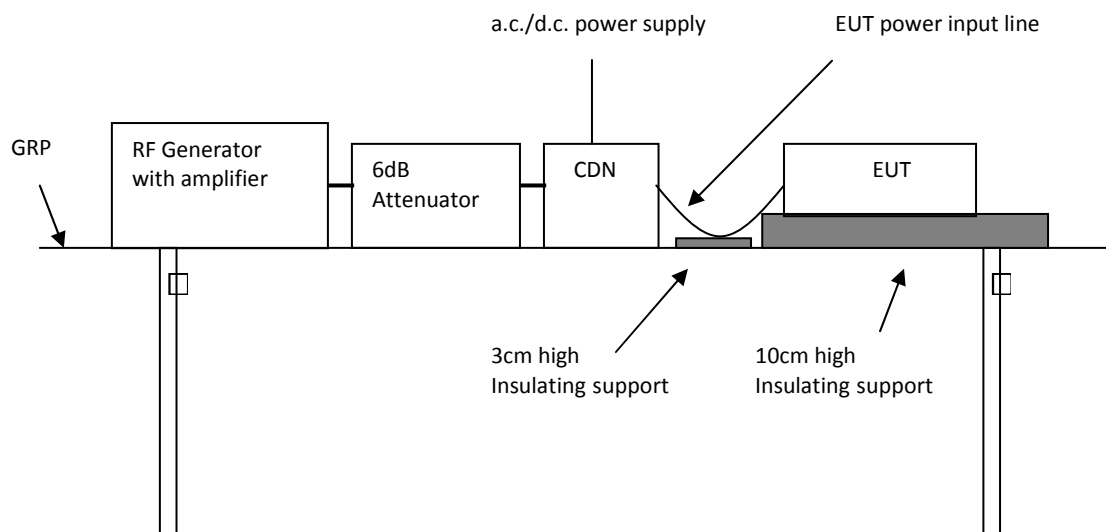 a.c./d.c. power supply
EUT power input line
GRP
RF Generator
with amplifier
6dB
Attenuator
CDN
EUT
3cm high
Insulating support
10cm high
Insulating support